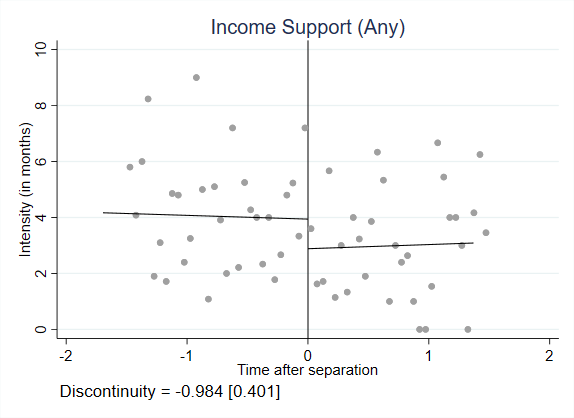 Income Support (Any)
Intensity (in months)
10
8
6
4
2
0
-2 -1 0 1 2
Time after separation
Discontinuity = -0.984 [0.401]